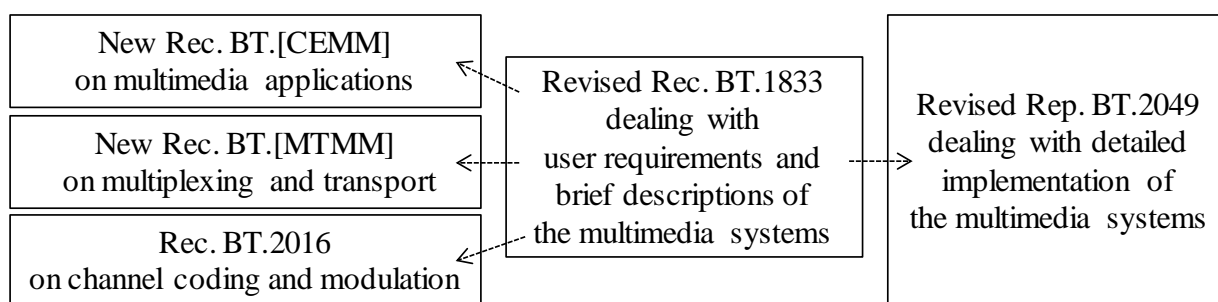 New Rec. BT.[CEMM]
on multimedia applications
New Rec. BT.[MTMM]
on multiplexing and transport
Rec. BT.2016
on channel coding and modulation
Revised Rec. BT.1833
dealing with
user requirements and
brief descriptions of
the multimedia systems
Revised Rep. BT.2049
dealing with detailed
implementation of
the multimedia systems